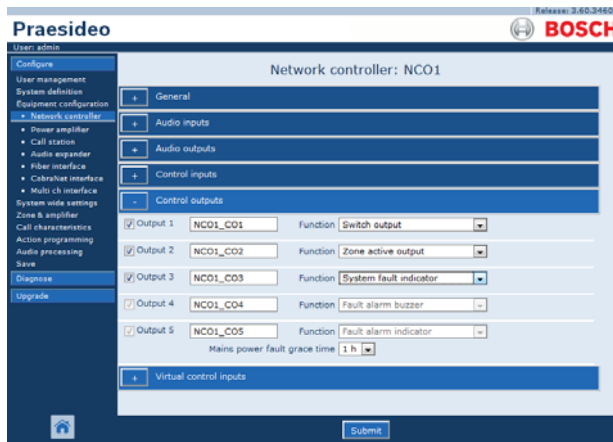 Release: 3.60.3460
Praesideo
BOSCH
User: admin
Configure
User management
System definition
Equipment configuration
Network controller
Power amplifier
Call station
Audio expander
Fiber interface
CobraNet interface
Multi ch interface
System wide settings
Zone & amplifier
Call characteristics
Action programming
Audio processing
Save
Diagnose
Upgrade
Network controller: NCO1
+ General
+ Audio inputs
+ Audio outputs
+ Control inputs
- Control outputs
Output 1 NCO1_CO1 Function Switch output
Output 2 NCO1_CO2 Function Zone active output
Output 3 NCO1_CO3 Function System fault indicator
Output 4 NCO1_CO4 Function Fault alarm buzzer
Output 5 NCO1_CO5 Function Fault alarm indicator
Mains power fault grace time 1 h
+ Virtual control inputs
Submit